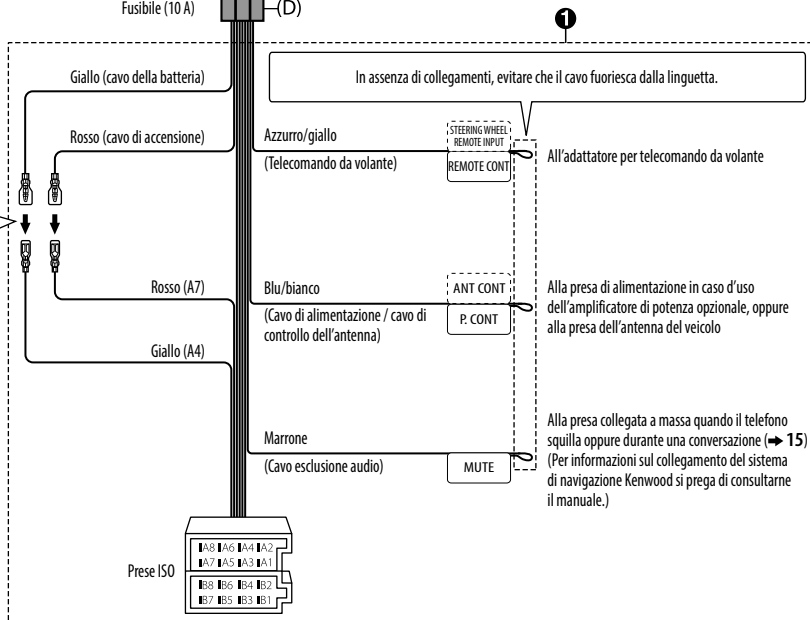 Fusibile (10 A)
(D)
1
Giallo (cavo della batteria)
In assenza di collegamenti, evitare che il cavo fuoriesca dalla linguetta.
Rosso (cavo di accensione)
Azzurro/giallo
(Telecomando da volante)
STEERING WHEEL
REMOTE INPUT
REMOTE CONT
All'adattatore per telecomando da volante
Rosso (A7)
Blu/bianco
(Cavo di alimentazione / cavo di
controllo dell'antenna)
ANT CONT
P. CONT
Alla presa di alimentazione in caso d'uso
dell'amplificatore di potenza opzionale, oppure
alla presa dell'antenna del veicolo
Giallo (A4)
Marrone
(Cavo esclusione audio)
MUTE
Alla presa collegata a massa quando il telefono
squilla oppure durante una conversazione (➡ 15)
(Per informazioni sul collegamento del sistema
di navigazione Kenwood si prega di consultarne
il manuale.)
Prese ISO
A8 A6 A4 A2
A7 A5 A3 A1
B8 B6 B4 B2
B7 B5 B3 B1